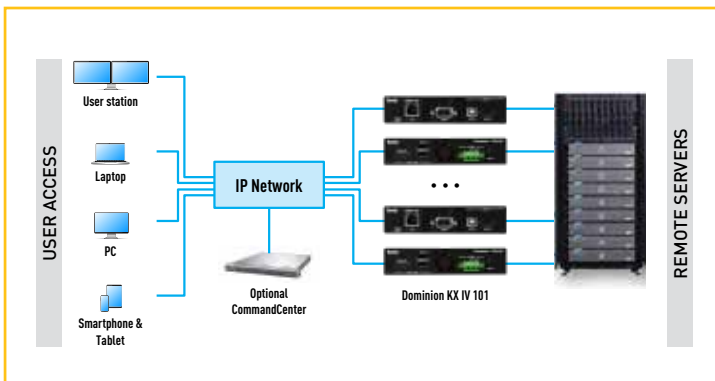 USER ACCESS
User station
Laptop
PC
Smartphone &
Tablet
IP Network
Optional
CommandCenter
• • •
Dominion KX IV 101
REMOTE SERVERS